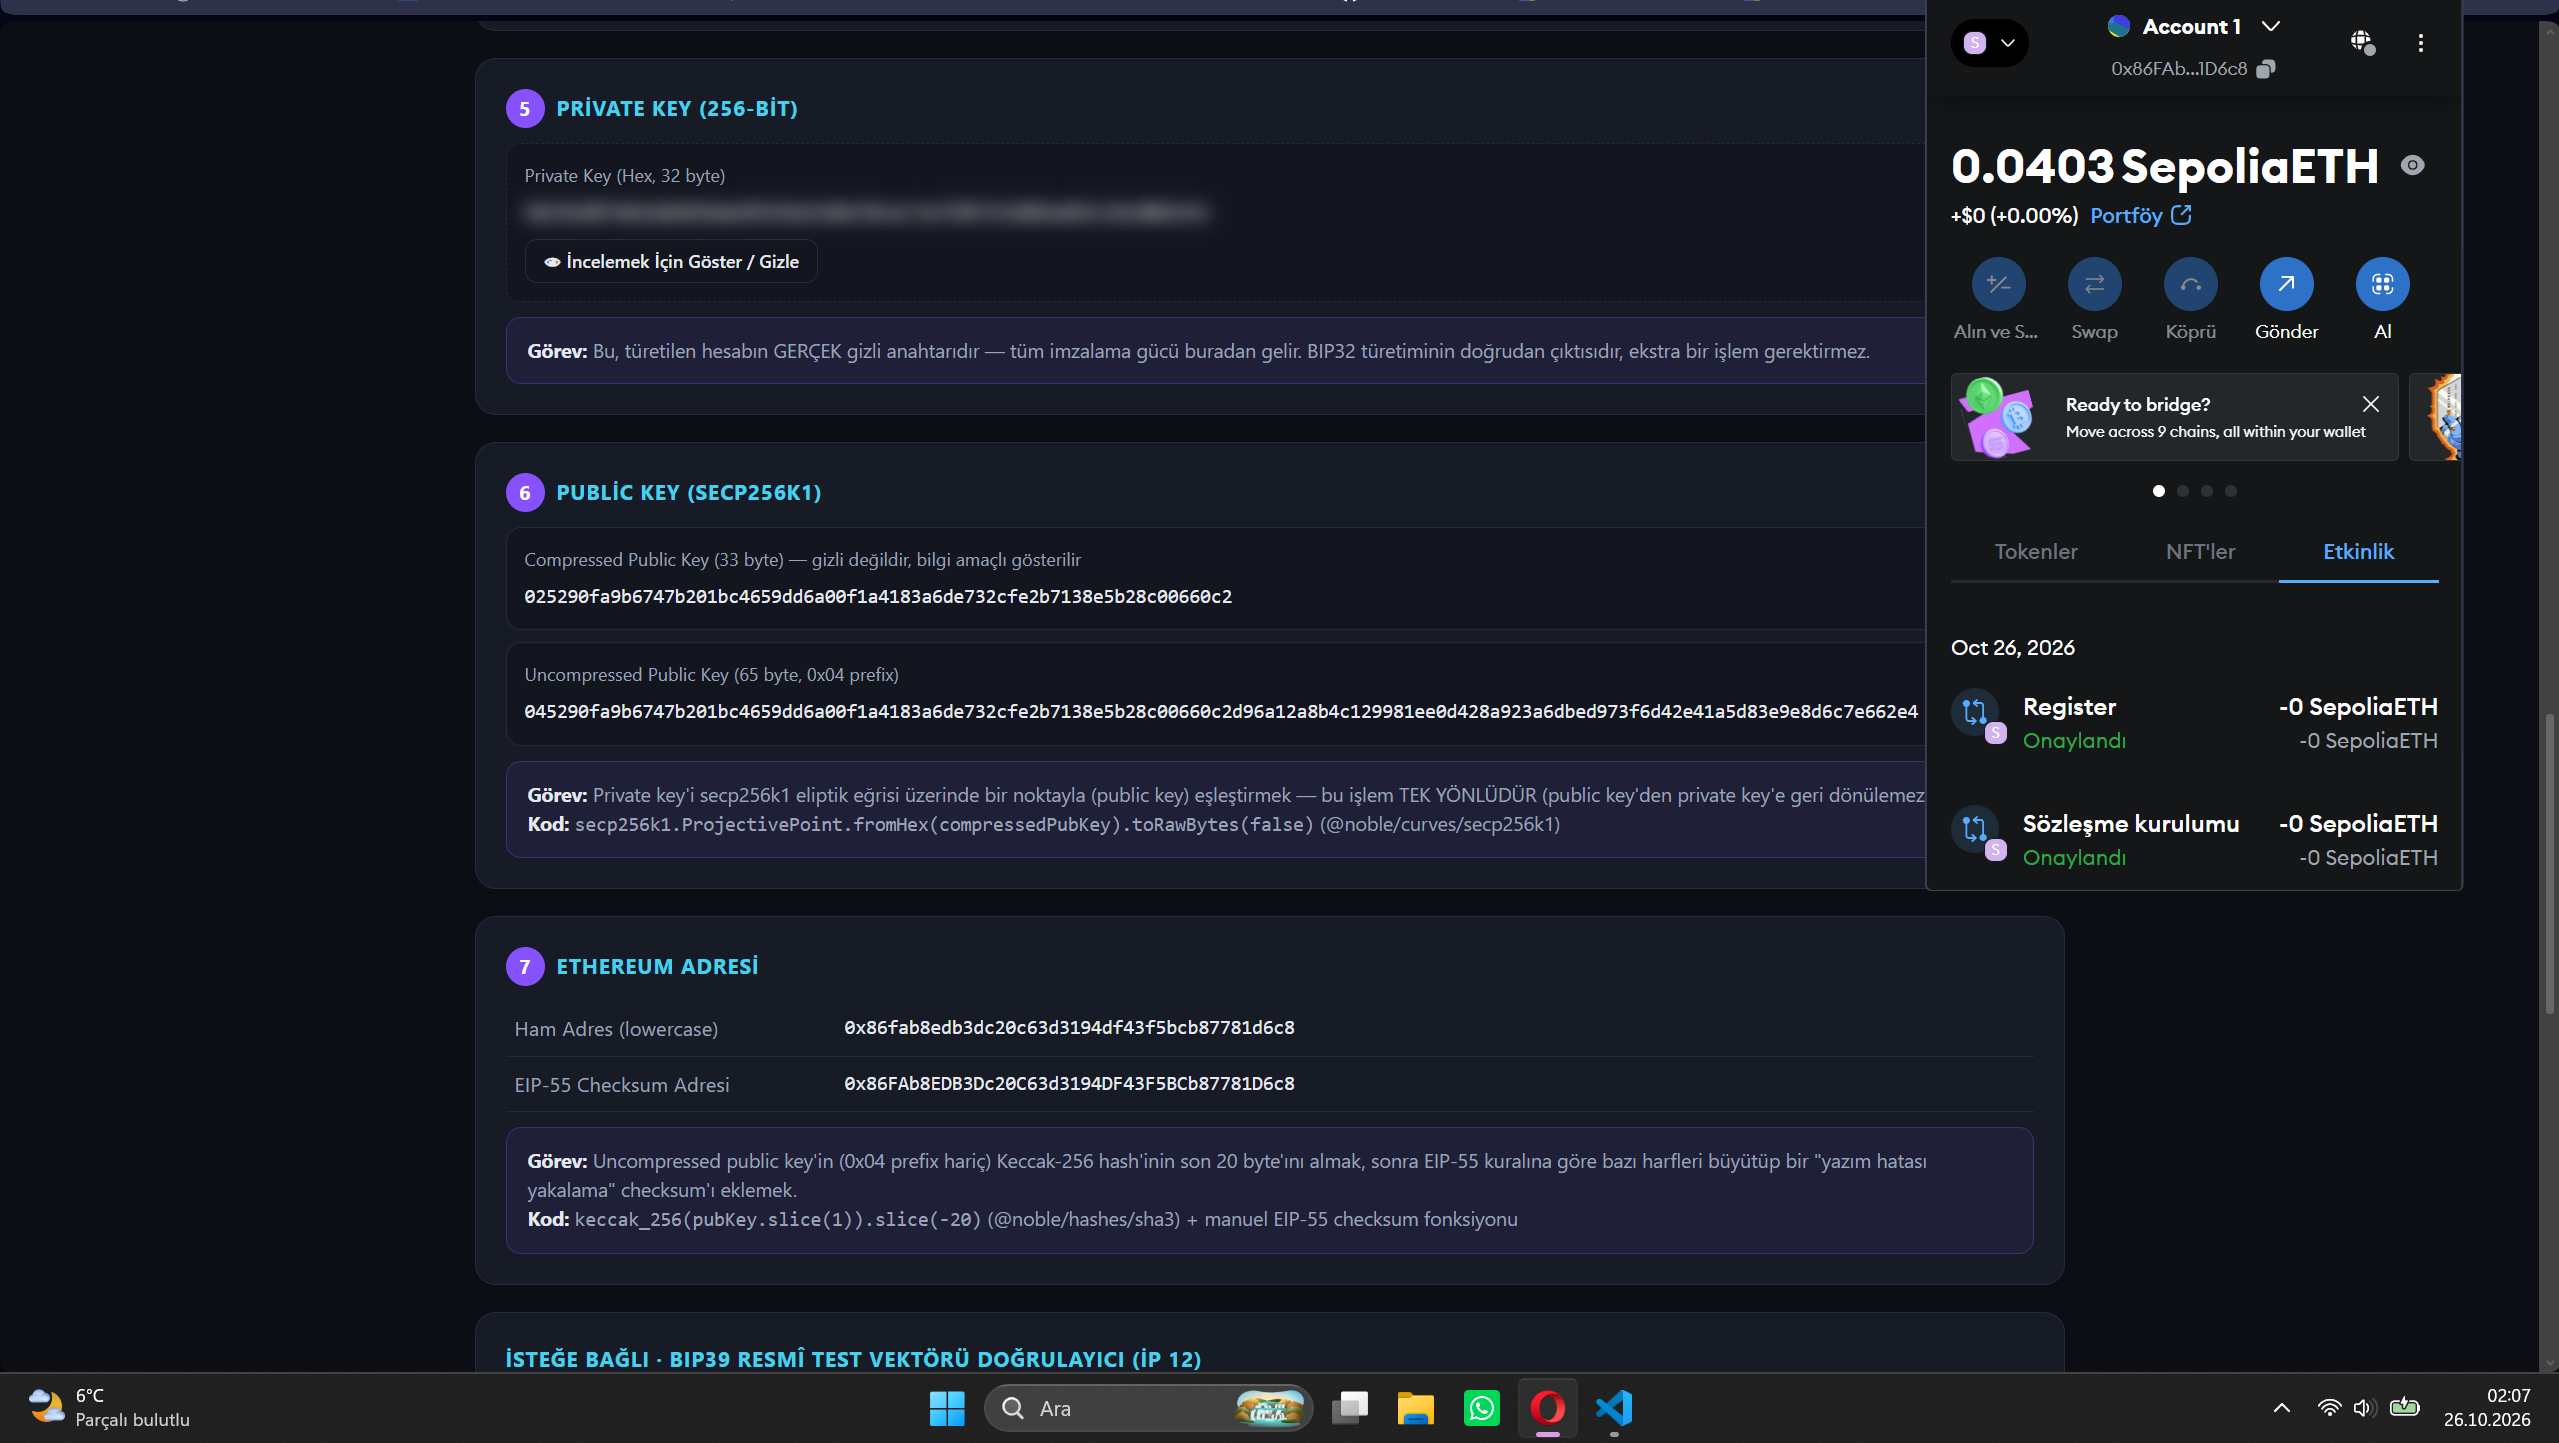 5 PRİVATE KEY (256-BİT)
Private Key (Hex, 32 byte)
İncelemek İçin Göster / Gizle
Görev: Bu, türetilen hesabın GERÇEK gizli anahtarıdır — tüm imzalama gücü buradan gelir. BIP32 türetiminin doğrudan çıktısıdır, ekstra bir işlem gerektirmez.
6 PUBLİC KEY (SECP256K1)
Compressed Public Key (33 byte) — gizli değildir, bilgi amaçlı gösterilir
025290fa9b6747b201bc4659dd6a00f1a4183a6de732cfe2b7138e5b28c00660c2
Uncompressed Public Key (65 byte, 0x04 prefix)
045290fa9b6747b201bc4659dd6a00f1a4183a6de732cfe2b7138e5b28c00660c2d96a12a8b4c129981ee0d428a923a6dbed973f6d42e41a5d83e9e8d6c7e662e4
Görev: Private key'i secp256k1 eliptik eğrisi üzerinde bir noktayla (public key) eşleştirmek — bu işlem TEK YÖNLÜDÜR (public key'den private key'e geri dönülemez
Kod: secp256k1.ProjectivePoint.fromHex(compressedPubKey).toRawBytes(false) (@noble/curves/secp256k1)
7 ETHEREUM ADRESİ
Ham Adres (lowercase) 0x86fab8edb3dc20c63d3194df43f5bcb87781d6c8
EIP-55 Checksum Adresi 0x86FAb8EDB3Dc20C63d3194DF43F5BCb87781D6c8
Görev: Uncompressed public key'in (0x04 prefix hariç) Keccak-256 hash'inin son 20 byte'ını almak, sonra EIP-55 kuralına göre bazı harfleri büyütüp bir "yazım hatası
yakalama" checksum'ı eklemek.
Kod: keccak_256(pubKey.slice(1)).slice(-20) (@noble/hashes/sha3) + manuel EIP-55 checksum fonksiyonu
İSTEĞE BAĞLI · BIP39 RESMÎ TEST VEKTÖRÜ DOĞRULAYICI (İP 12)
S
Account 1
0x86FAb...1D6c8
0.0403 SepoliaETH
+$0 (+0.00%) Portföy
Alın ve S... Swap Köprü Gönder Al
Ready to bridge?
Move across 9 chains, all within your wallet
Tokenler NFT'ler Etkinlik
Oct 26, 2026
Register -0 SepoliaETH
S
Onaylandı -0 SepoliaETH
Sözleşme kurulumu -0 SepoliaETH
S
Onaylandı -0 SepoliaETH
6°C
Parçalı bulutlu
Ara
02:07
26.10.2026